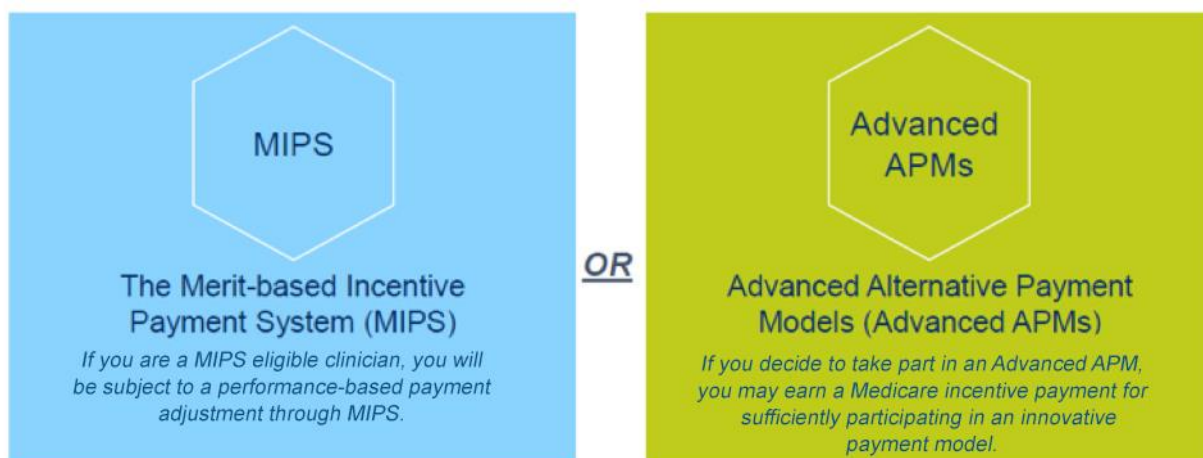 MIPS
The Merit-based Incentive
Payment System (MIPS)
If you are a MIPS eligible clinician, you will
be subject to a performance-based payment
adjustment through MIPS.
OR
Advanced
APMs
Advanced Alternative Payment
Models (Advanced APMs)
If you decide to take part in an Advanced APM,
you may earn a Medicare incentive payment for
sufficiently participating in an innovative
payment model.